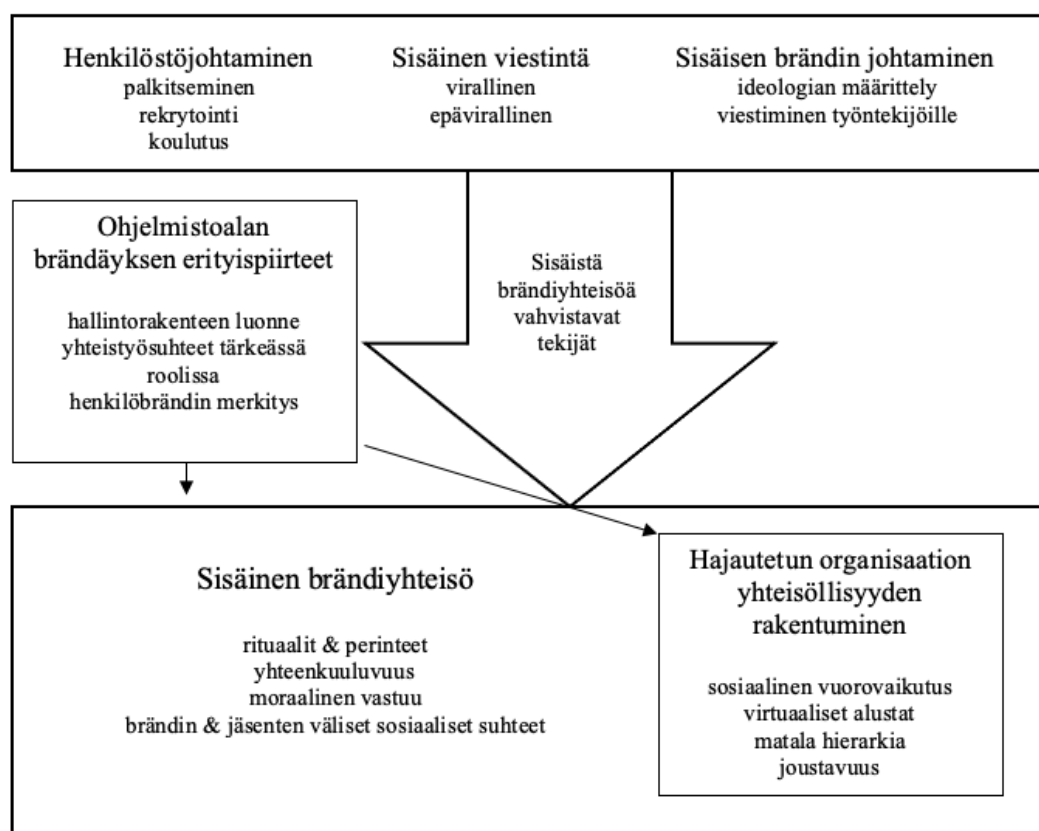 Henkilöstöjohtaminen
palkitseminen
rekrytointi
koulutus
Sisäinen viestintä
virallinen
epävirallinen
Sisäisen brändin johtaminen
ideologian määrittely
viestiminen työntekijöille
Ohjelmistoalan
brändäyksen erityispiirteet
hallintorakenteen luonne
yhteistyösuhteet tärkeässä
roolissa
henkilöbrändin merkitys
Sisäistä
brändiyhteisöä
vahvistavat
tekijät
Sisäinen brändiyhteisö
rituaalit & perinteet
yhteenkuuluvuus
moraalinen vastuu
brändin & jäsenten väliset sosiaaliset suhteet
Hajautetun organisaation
yhteisöllisyyden
rakentuminen
sosiaalinen vuorovaikutus
virtuaaliset alustat
matala hierarkia
joustavuus